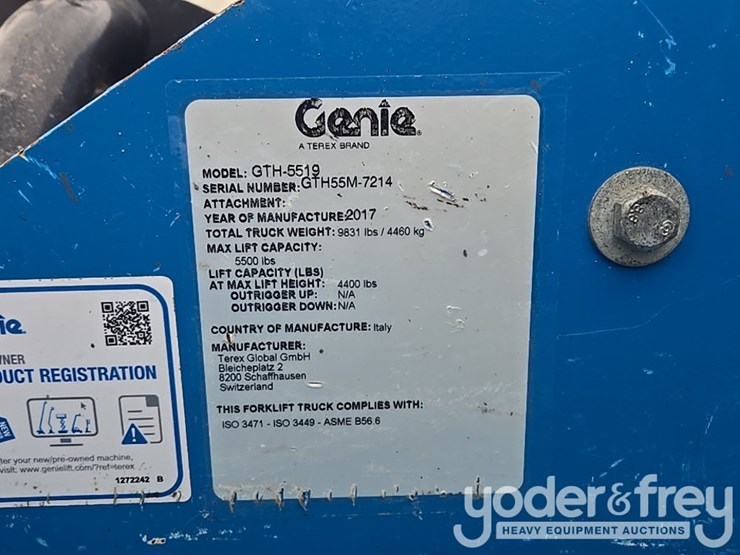 Genie®
A TEREX BRAND
MODEL: GTH-5519
SERIAL NUMBER: GTH55M-7214
ATTACHMENT:
YEAR OF MANUFACTURE: 2017
TOTAL TRUCK WEIGHT: 9831 lbs / 4460 kg
MAX LIFT CAPACITY:
5500 lbs
LIFT CAPACITY (LBS)
AT MAX LIFT HEIGHT: 4400 lbs
OUTRIGGER UP: N/A
OUTRIGGER DOWN: N/A
COUNTRY OF MANUFACTURE: Italy
MANUFACTURER:
Terex Global GmbH
Bleicheplatz 2
8200 Schaffhausen
Switzerland
THIS FORKLIFT TRUCK COMPLIES WITH:
ISO 3471 - ISO 3449 - ASME B56.6
ie.
WNER
DUCT REGISTRATION
NEW
ter your new/pre-owned machine,
visit: www.genielift.com/?ref=terex
1272242 B
yoder&frey
HEAVY EQUIPMENT AUCTIONS